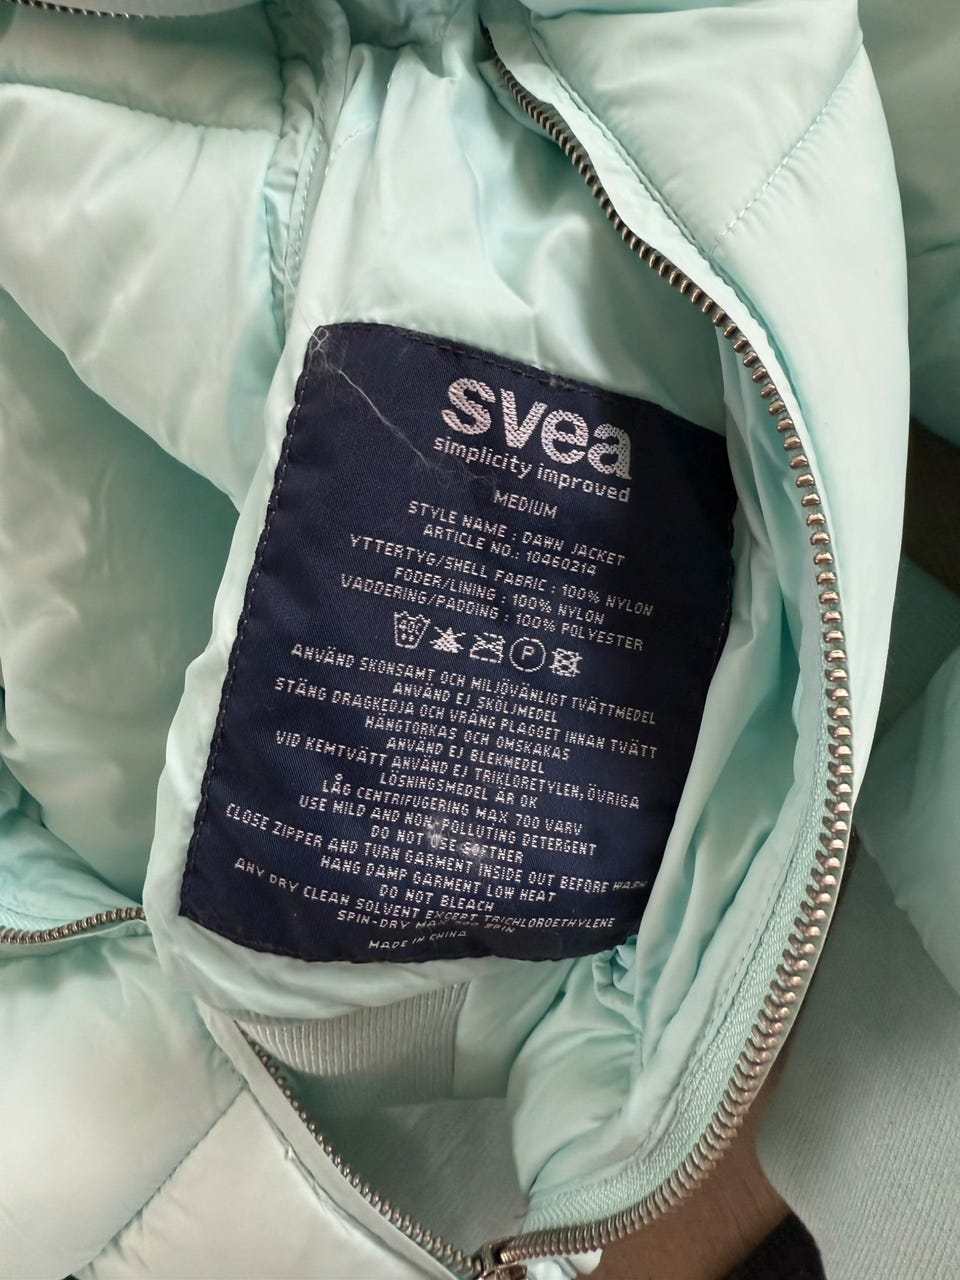 svea
simplicity improved
MEDIUM
STYLE NAME : DAWN JACKET
ARTICLE NO.: 10460214
YTTERTYG/SHELL FABRIC : 100% NYLON
FODER/LINING : 100% NYLON
VADDERING/PADDING : 100% POLYESTER
40° P
ANVÄND SKONSAMT OCH MILJÖVÄNLIGT TVÄTTMEDEL
ANVÄND EJ SKÖLJMEDEL
STÄNG DRAGKEDJA OCH VRÄNG PLAGGET INNAN TVÄTT
HÄNGTORKAS OCH OMSKAKAS
ANVÄND EJ BLEKMEDEL
VID KEMTVÄTT ANVÄND EJ TRIKLORETYLEN, ÖVRIGA
LÖSNINGSMEDEL ÄR OK
LÅG CENTRIFUGERING MAX 700 VARV
USE MILD AND NON POLLUTING DETERGENT
DO NOT USE SOFTNER
CLOSE ZIPPER AND TURN GARMENT INSIDE OUT BEFORE WASH
HANG DAMP GARMENT LOW HEAT
DO NOT BLEACH
ANY DRY CLEAN SOLVENT EXCEPT TRICHLOROETHYLENE
SPIN-DRY MAX SPIN
MADE IN CHINA